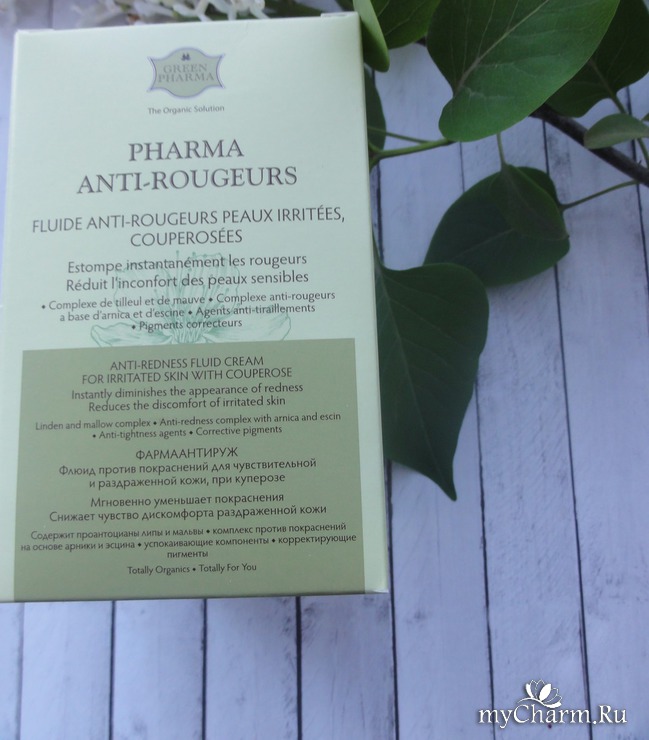 GREEN
PHARMA
The Organic Solution
PHARMA
ANTI-ROUGEURS
FLUIDE ANTI-ROUGEURS PEAUX IRRITÉES,
COUPEROSÉES
Estompe instantanément les rougeurs
Réduit l'inconfort des peaux sensibles
• Complexe de tilleul et de mauve • Complexe anti-rougeurs
a base d'arnica et d'escine • Agents anti-tiraillements
• Pigments correcteurs
ANTI-REDNESS FLUID CREAM
FOR IRRITATED SKIN WITH COUPEROSE
Instantly diminishes the appearance of redness
Reduces the discomfort of irritated skin
Linden and mallow complex • Anti-redness complex with arnica and escin
• Anti-tightness agents • Corrective pigments
ФАРМААНТИРУЖ
Флюид против покраснений для чувствительной
и раздраженной кожи, при куперозе
Мгновенно уменьшает покраснения
Снижает чувство дискомфорта раздраженной кожи
Содержит проантоцианы липы и мальвы • комплекс против покраснений
на основе арники и эсцина • успокаивающие компоненты • корректирующие
пигменты
Totally Organics • Totally For You
myCharm.Ru